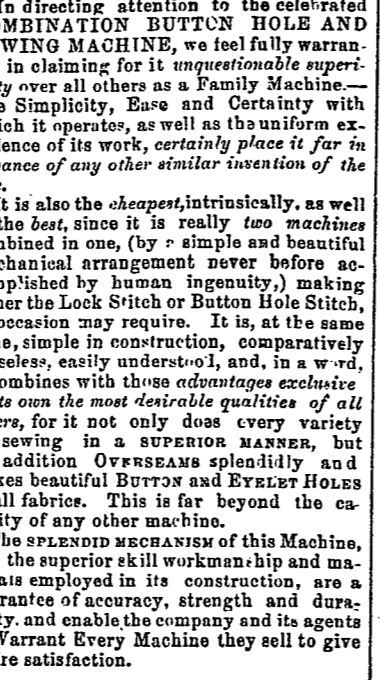 In directing attention to the celebrated
OMBINATION BUTTON HOLE AND
WING MACHINE, we feel fully warran-
in claiming for it unquestionable superi-
ty over all others as a Family Machine.—
e Simplicity, Ease and Certainty with
ich it operates, as well as the uniform ex-
lence of its work, certainly place it far in
ance of any other similar invention of the
e.
t is also the cheapest, intrinsically, as well
the best, since it is really two machines
nbined in one, (by a simple and beautiful
chanical arrangement never before ac-
mplished by human ingenuity,) making
her the Lock Stitch or Button Hole Stitch,
occasion may require. It is, at the same
e, simple in construction, comparatively
seless, easily understood, and, in a word,
ombines with those advantages exclusive
ts own the most desirable qualities of all
ers, for it not only does every variety
sewing in a SUPERIOR MANNER, but
addition OVERSEAMS splendidly and
kes beautiful BUTTON and EYELET HOLES
all fabrics. This is far beyond the ca-
ity of any other machine.
he SPLENDID MECHANISM of this Machine,
the superior skill workmanship and ma-
als employed in its construction, are a
rantee of accuracy, strength and dura-
ty. and enable the company and its agents
Warrant Every Machine they sell to give
re satisfaction.